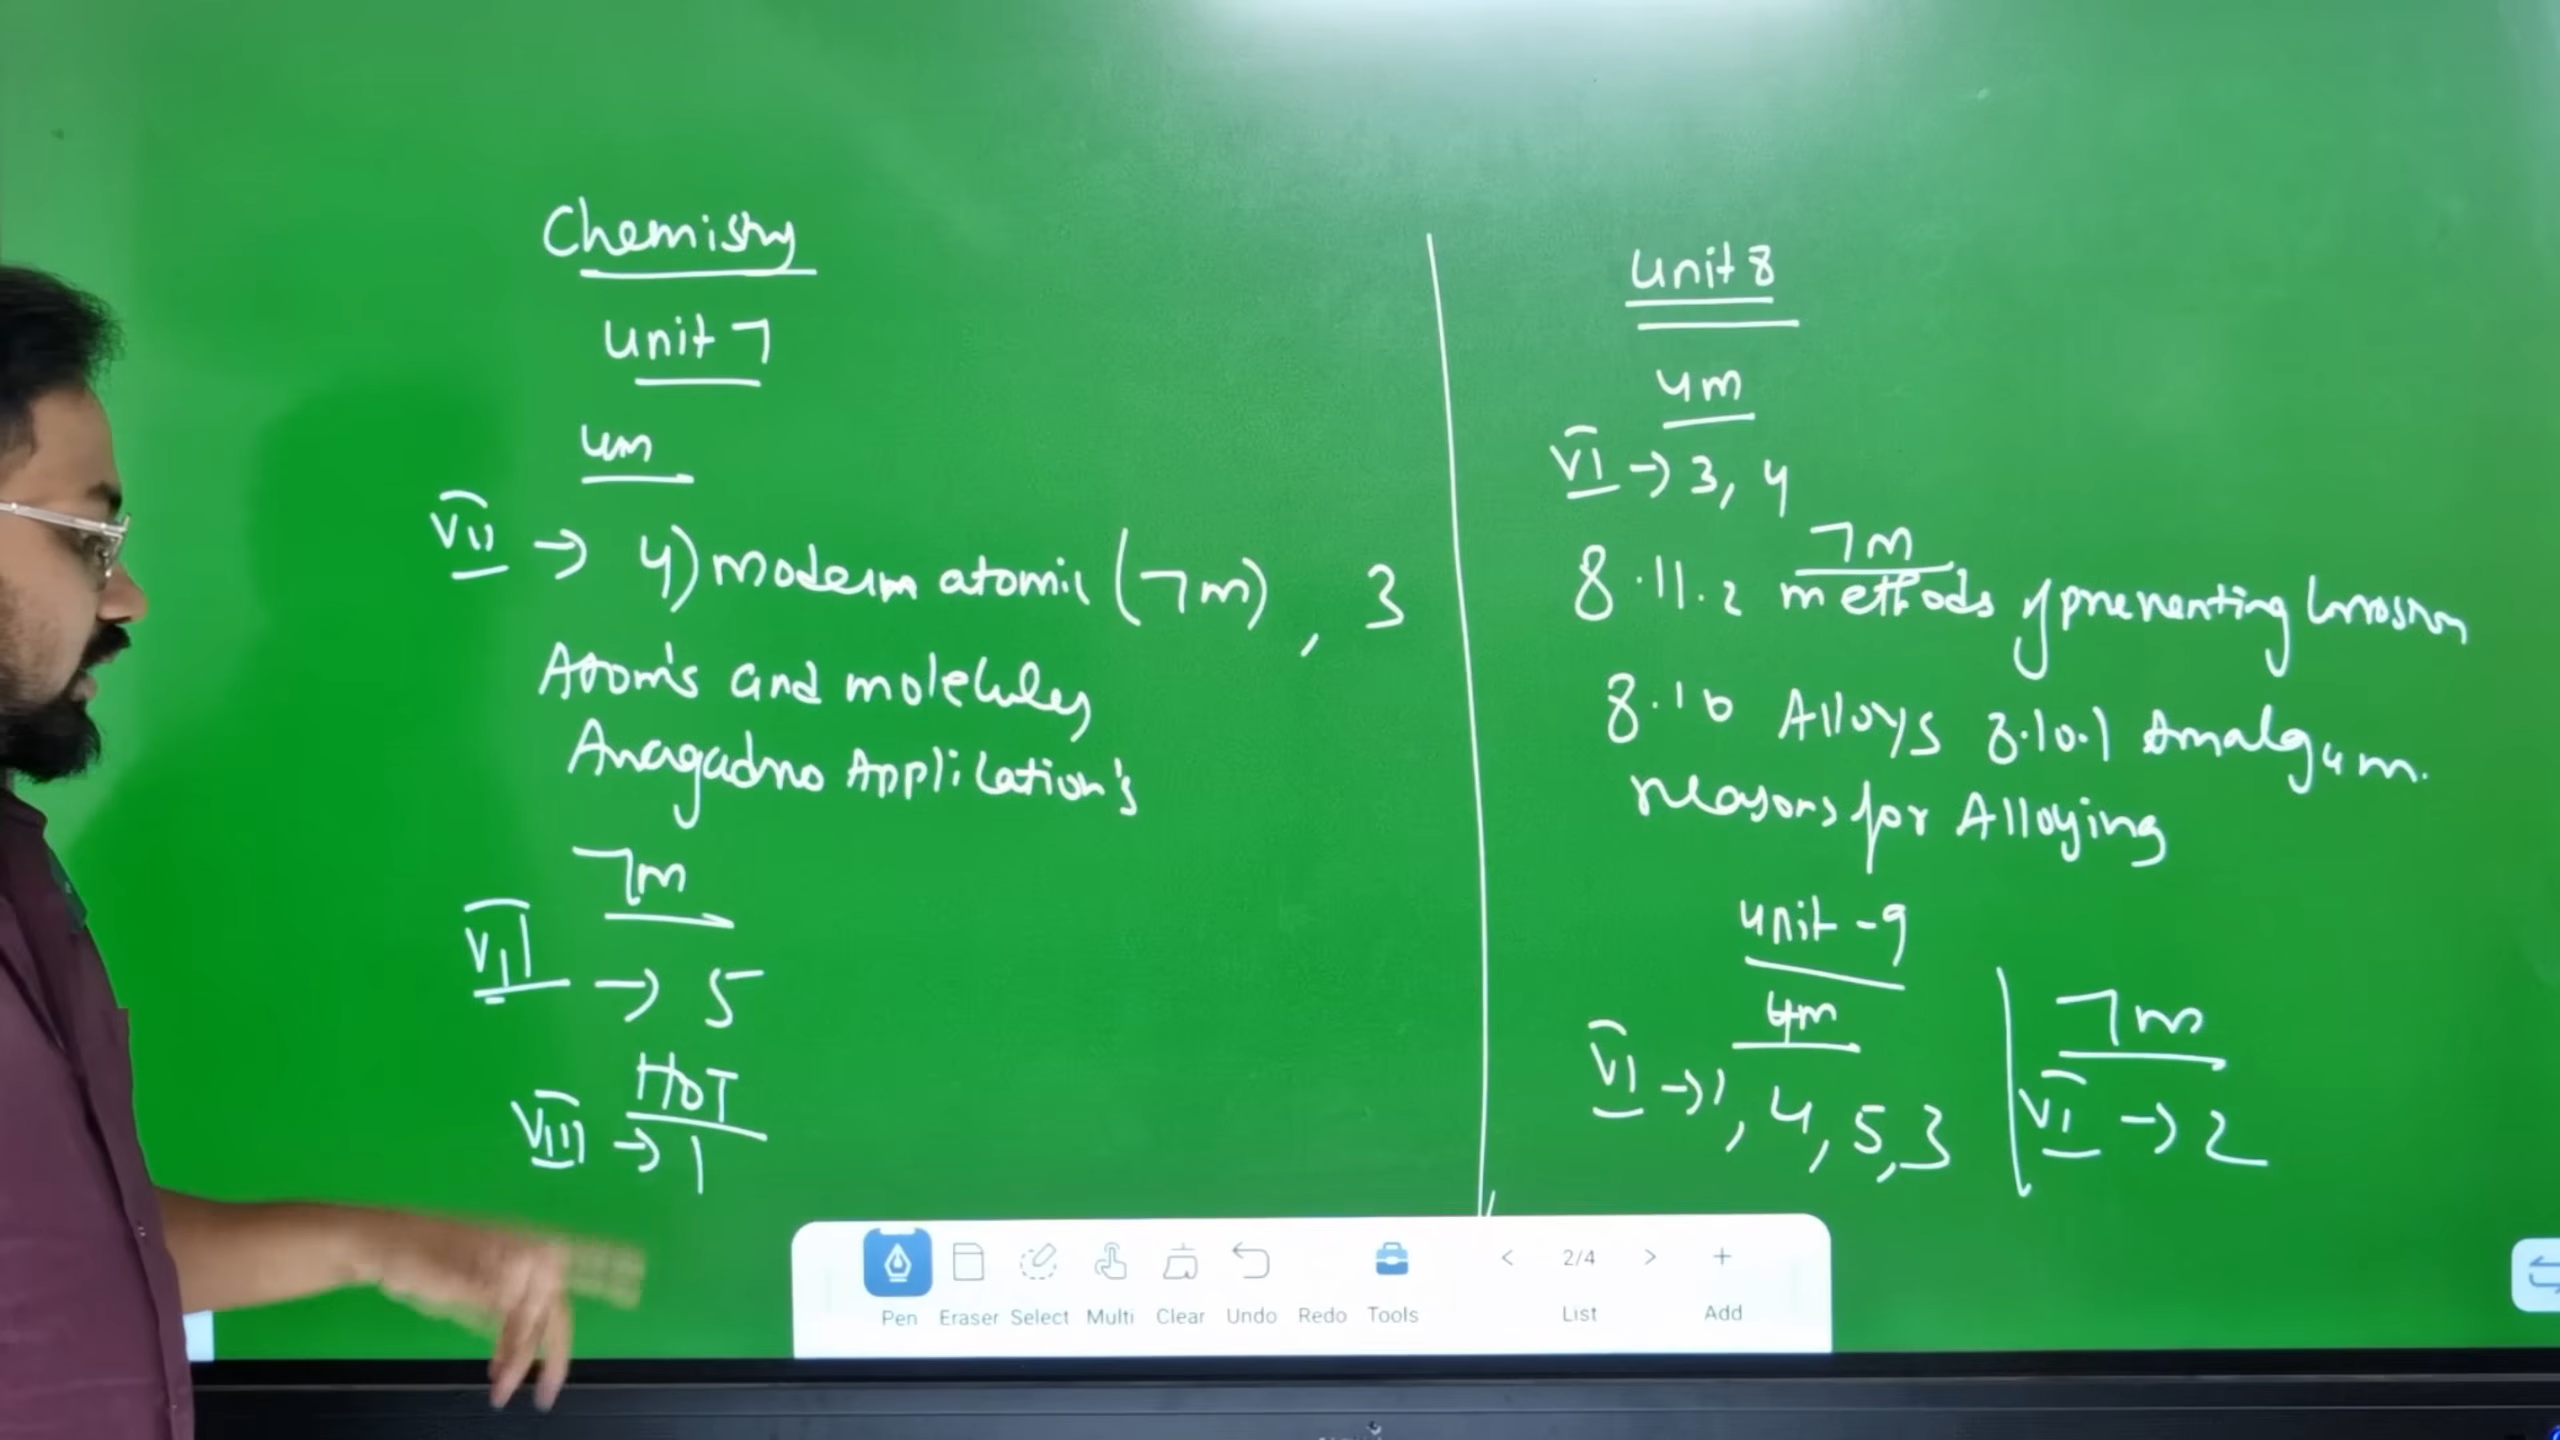 Chemistry
unit 7
4m
VII → 4) modern atomic (7m), 3
Atom's and molecules
Avagadno Application's
7m
VII → 5
HOT
VIII → 1
unit 8
4m
VI → 3, 4
7m
8.11.2 methods of preventing
8.10 Alloys 8.10.1 Amalgum.
reasons for Alloying
unit - 9
4m
VI → 1, 4, 5, 3
7m
VI → 2
Pen Eraser Select Multi Clear Undo Redo Tools
< 2/4 > +
List Add